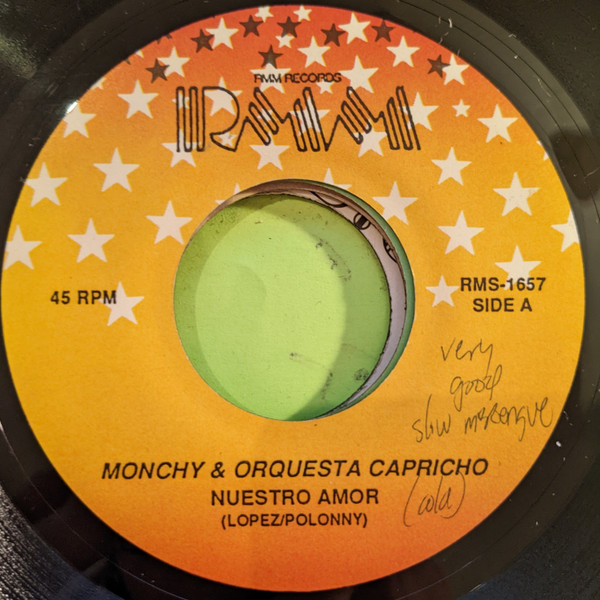 RMM RECORDS
RMM
45 RPM
RMS-1657
SIDE A
very
good
slow merengue
MONCHY & ORQUESTA CAPRICHO
NUESTRO AMOR
(cola)
(LOPEZ/POLONNY)